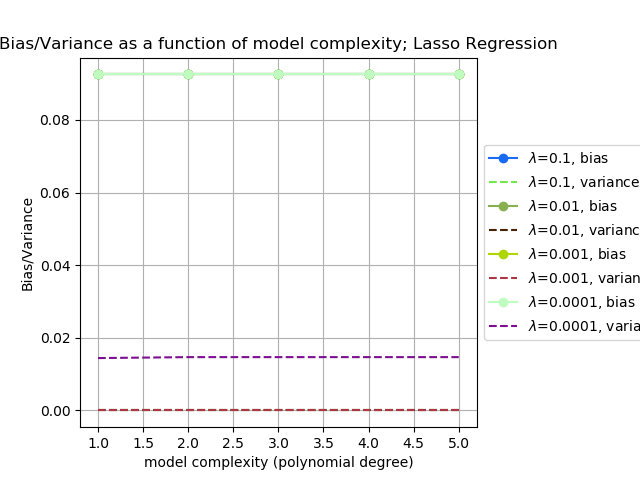 Bias/Variance as a function of model complexity; Lasso Regression
Bias/Variance
0.08
0.06
0.04
0.02
0.00
1.0 1.5 2.0 2.5 3.0 3.5 4.0 4.5 5.0
model complexity (polynomial degree)
λ=0.1, bias
λ=0.1, variance
λ=0.01, bias
λ=0.01, varianc
λ=0.001, bias
λ=0.001, varian
λ=0.0001, bias
λ=0.0001, varia